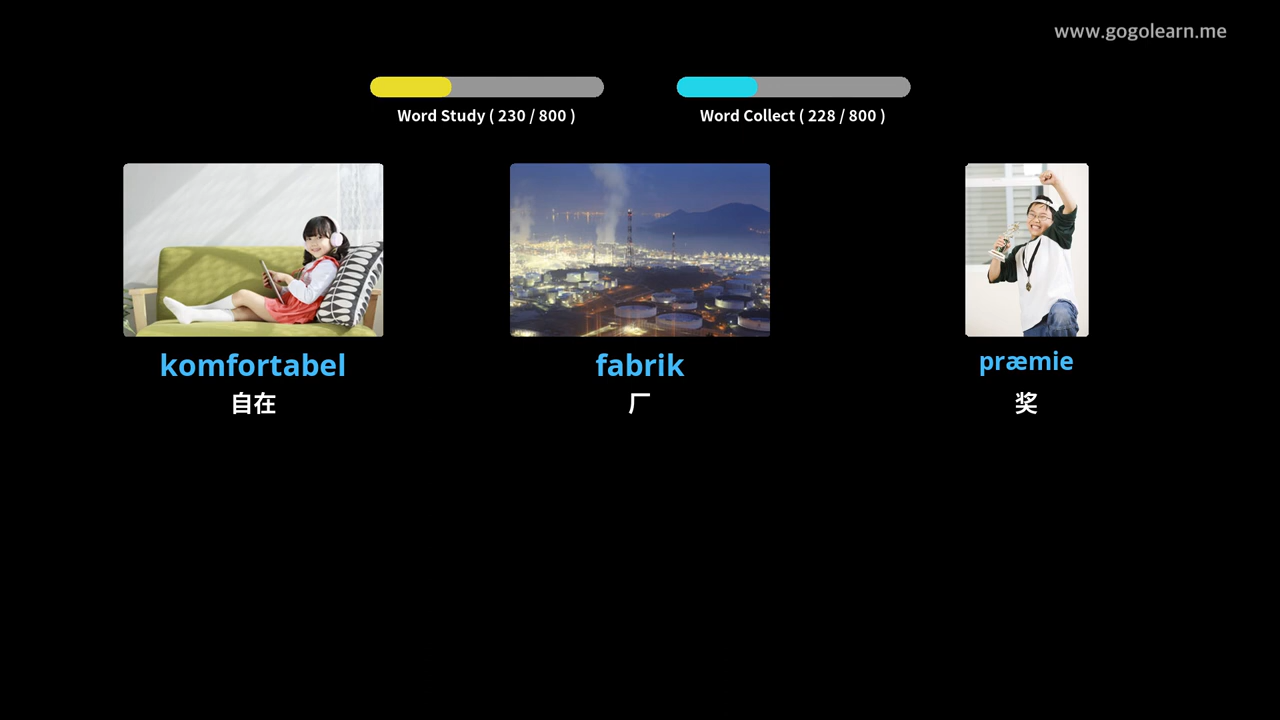 www.gogolearn.me
Word Study ( 230 / 800 )
Word Collect ( 228 / 800 )
komfortabel
自在
fabrik
厂
præmie
奖